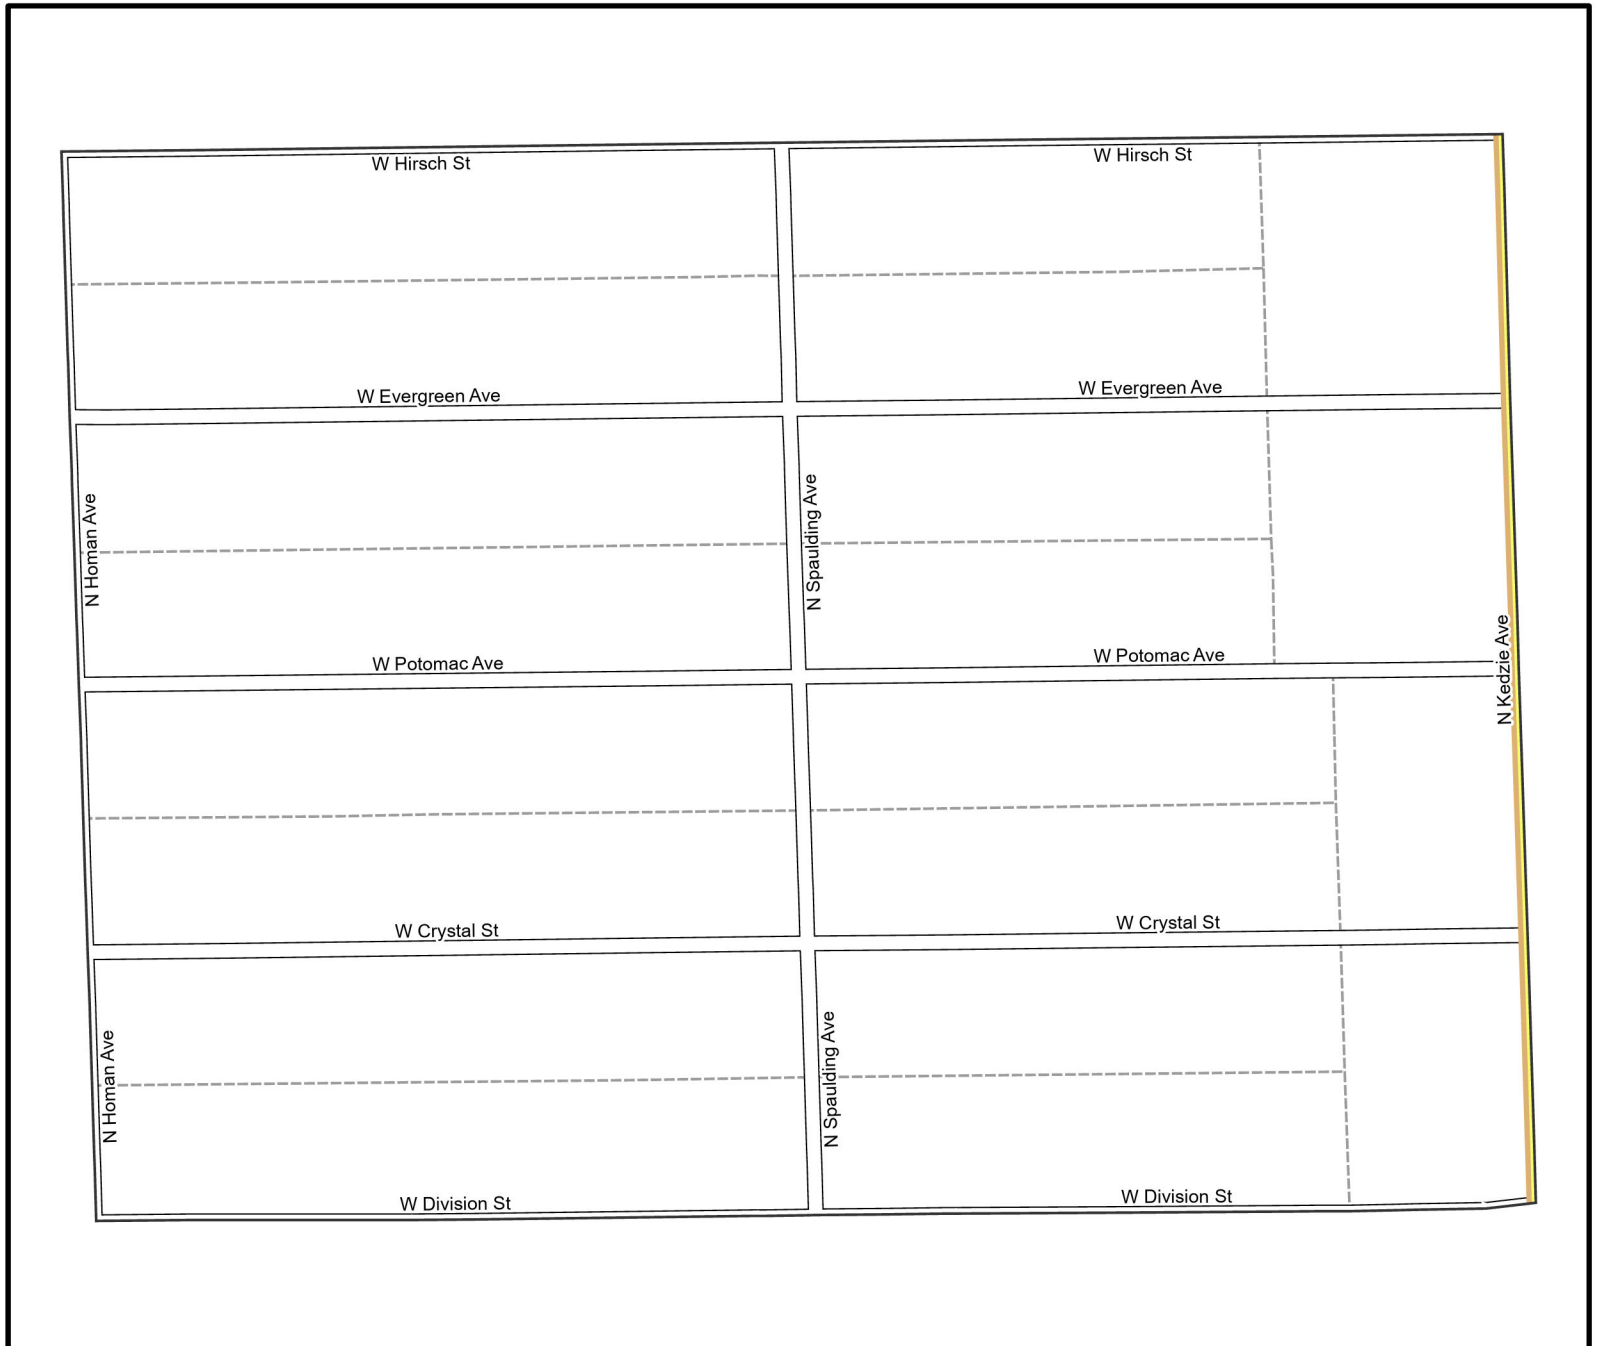 W Hirsch St
W Hirsch St
W Evergreen Ave
W Evergreen Ave
N Homan Ave
N Spaulding Ave
W Potomac Ave
W Potomac Ave
N Kedzie Ave
W Crystal St
W Crystal St
N Homan Ave
N Spaulding Ave
W Division St
W Division St